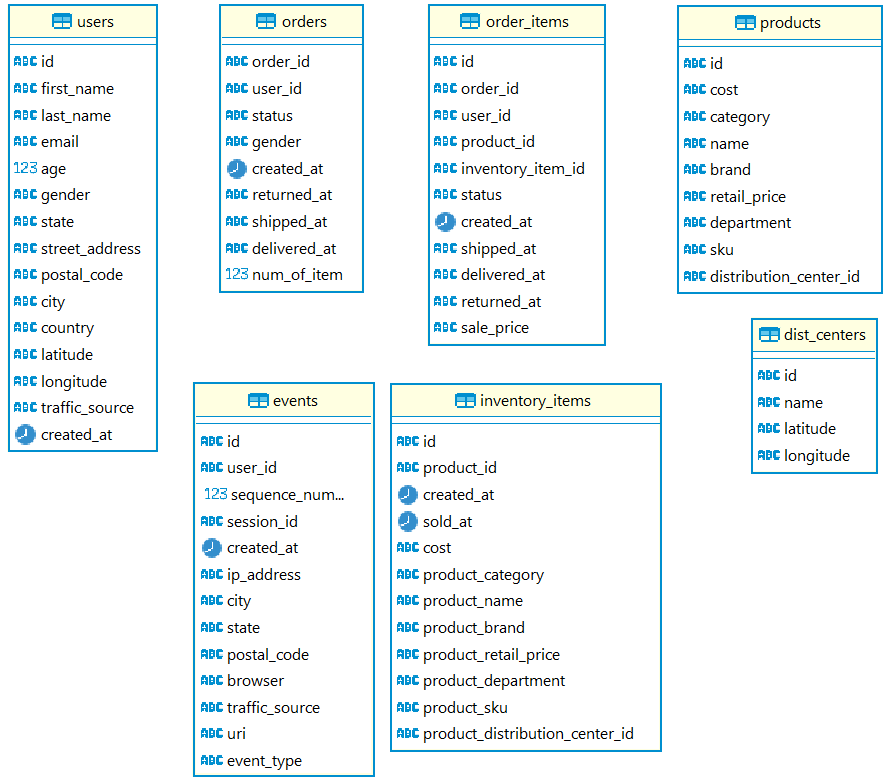 users
ABC id
ABC first_name
ABC last_name
ABC email
123 age
ABC gender
ABC state
ABC street_address
ABC postal_code
ABC city
ABC country
ABC latitude
ABC longitude
ABC traffic_source
created_at
orders
ABC order_id
ABC user_id
ABC status
ABC gender
created_at
ABC returned_at
ABC shipped_at
ABC delivered_at
123 num_of_item
order_items
ABC id
ABC order_id
ABC user_id
ABC product_id
ABC inventory_item_id
ABC status
created_at
ABC shipped_at
ABC delivered_at
ABC returned_at
ABC sale_price
products
ABC id
ABC cost
ABC category
ABC name
ABC brand
ABC retail_price
ABC department
ABC sku
ABC distribution_center_id
dist_centers
ABC id
ABC name
ABC latitude
ABC longitude
events
ABC id
ABC user_id
123 sequence_num...
ABC session_id
created_at
ABC ip_address
ABC city
ABC state
ABC postal_code
ABC browser
ABC traffic_source
ABC uri
ABC event_type
inventory_items
ABC id
ABC product_id
created_at
sold_at
ABC cost
ABC product_category
ABC product_name
ABC product_brand
ABC product_retail_price
ABC product_department
ABC product_sku
ABC product_distribution_center_id